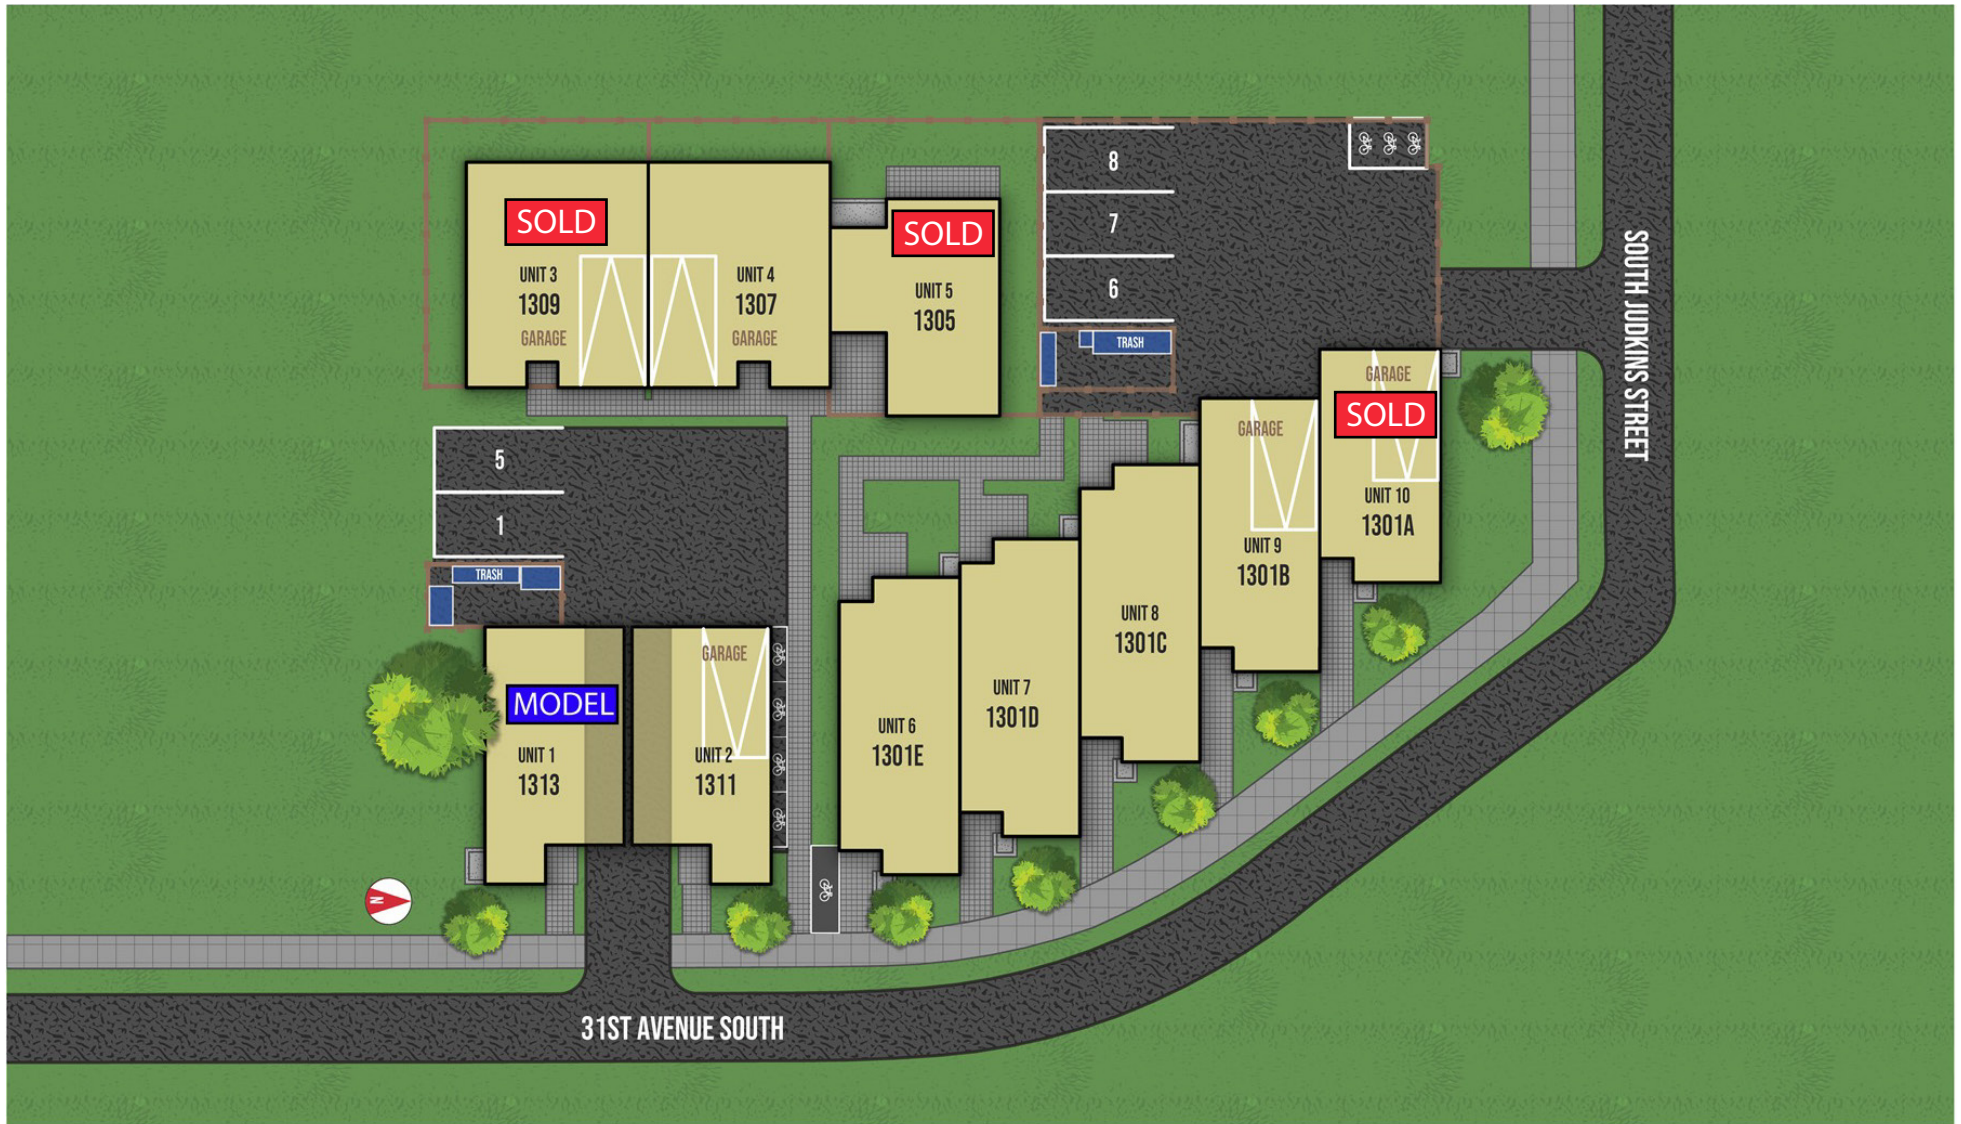 SOLD
UNIT 3
1309
GARAGE
UNIT 4
1307
GARAGE
SOLD
UNIT 5
1305
8
7
6
TRASH
SOUTH JUDKINS STREET
GARAGE
SOLD
UNIT 10
1301A
GARAGE
UNIT 9
1301B
UNIT 8
1301C
UNIT 7
1301D
UNIT 6
1301E
5
1
TRASH
MODEL
UNIT 1
1313
GARAGE
UNIT 2
1311
N
31ST AVENUE SOUTH